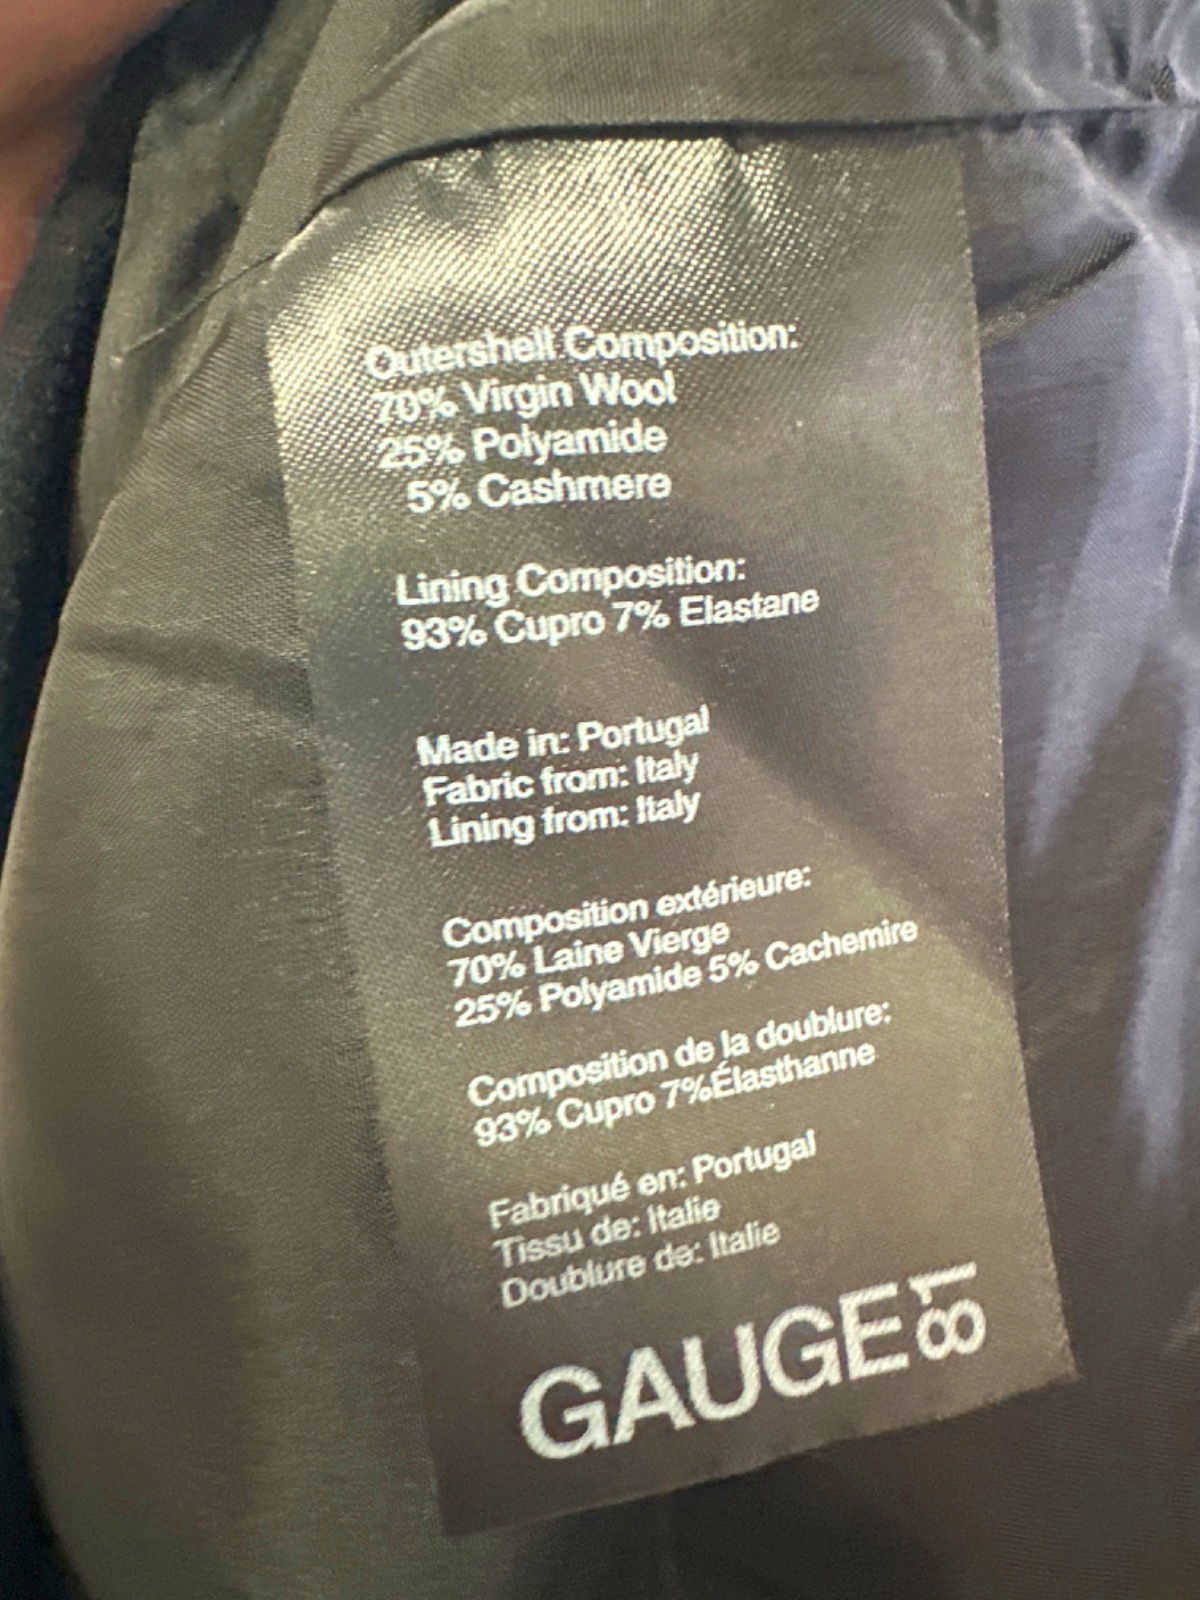 Outershell Composition:
70% Virgin Wool
25% Polyamide
5% Cashmere
Lining Composition:
93% Cupro 7% Elastane
Made in: Portugal
Fabric from: Italy
Lining from: Italy
Composition extérieure:
70% Laine Vierge
25% Polyamide 5% Cachemire
Composition de la doublure:
93% Cupro 7%Élasthanne
Fabriqué en: Portugal
Tissu de: Italie
Doublure de: Italie
GAUGE81